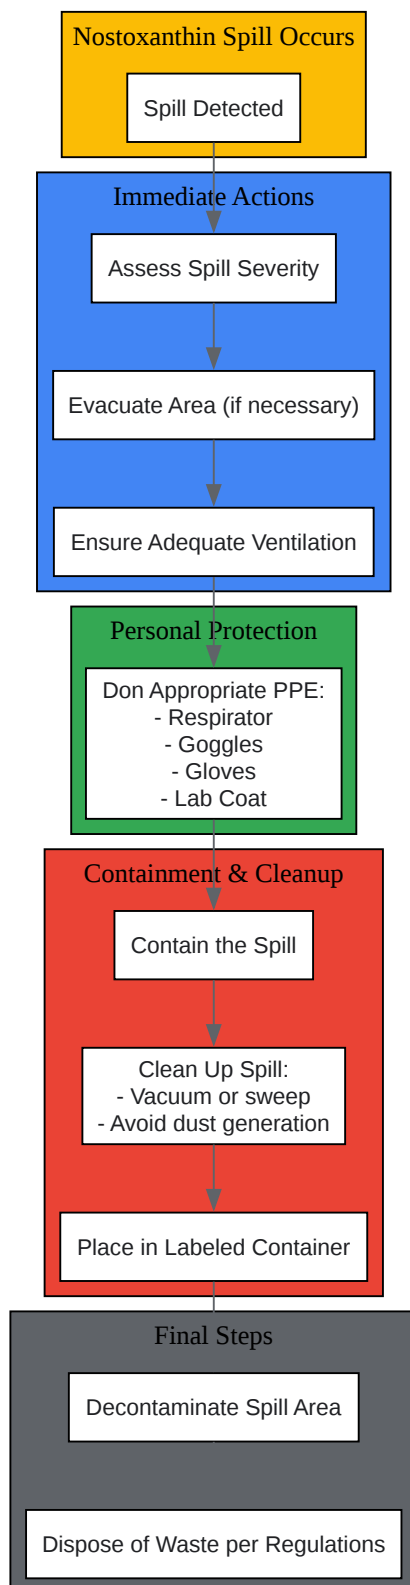 Nostoxanthin Spill Occurs
Spill Detected
Immediate Actions
Assess Spill Severity
Evacuate Area (if necessary)
Ensure Adequate Ventilation
Personal Protection
Don Appropriate PPE:
- Respirator
- Goggles
- Gloves
- Lab Coat
Containment & Cleanup
Contain the Spill
Clean Up Spill:
- Vacuum or sweep
- Avoid dust generation
Place in Labeled Container
Final Steps
Decontaminate Spill Area
Dispose of Waste per Regulations